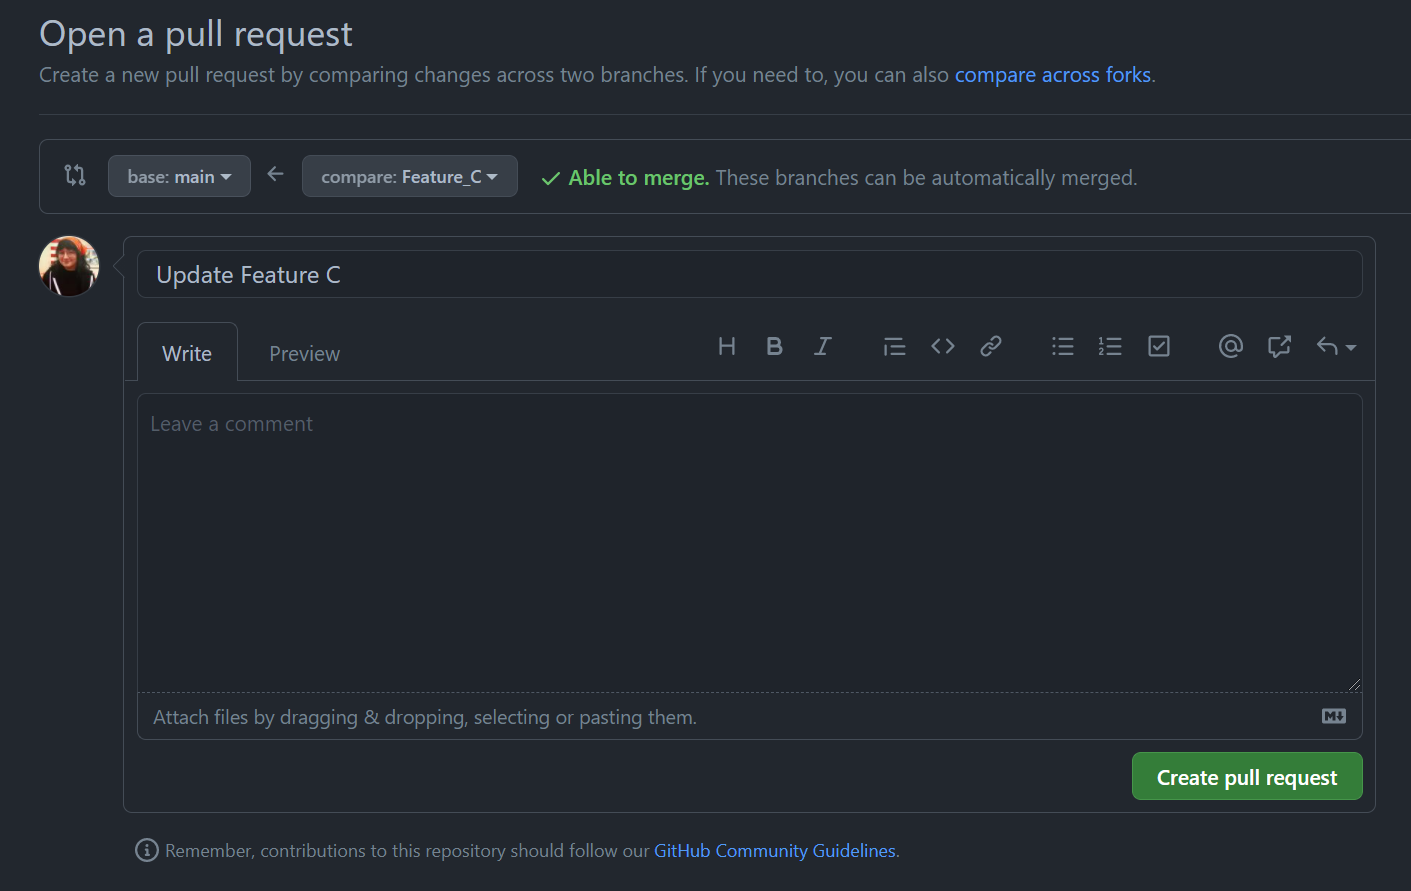 Open a pull request
Create a new pull request by comparing changes across two branches. If you need to, you can also compare across forks.
base: main compare: Feature_C Able to merge. These branches can be automatically merged.
Update Feature C
Write Preview
Leave a comment
Attach files by dragging & dropping, selecting or pasting them.
Create pull request
Remember, contributions to this repository should follow our GitHub Community Guidelines.